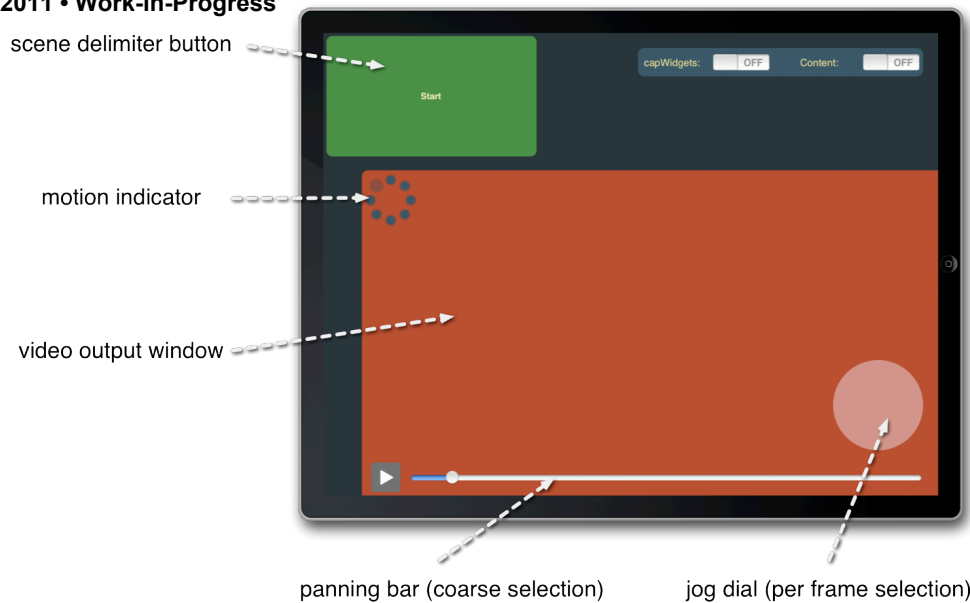 2011 • Work-in-Progress
scene delimiter button
Start
capWidgets: OFF Content: OFF
motion indicator
video output window
panning bar (coarse selection)
jog dial (per frame selection)